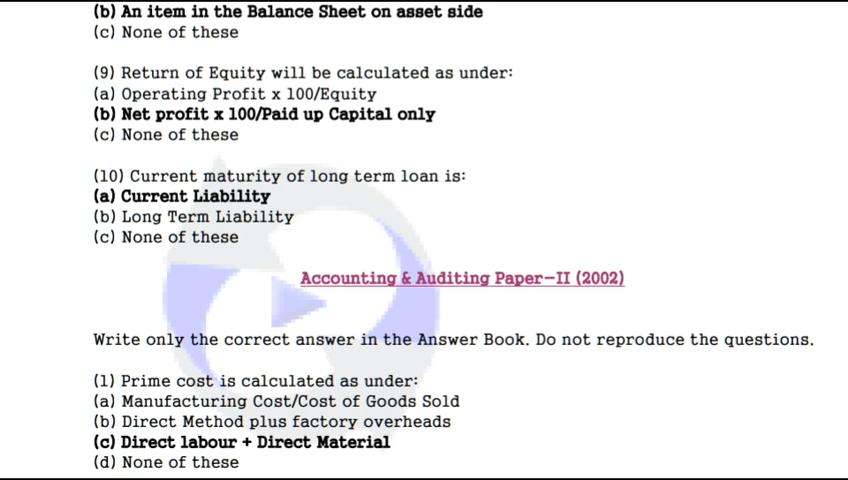 (b) An item in the Balance Sheet on asset side
(c) None of these
(9) Return of Equity will be calculated as under:
(a) Operating Profit x 100/Equity
(b) Net profit x 100/Paid up Capital only
(c) None of these
(10) Current maturity of long term loan is:
(a) Current Liability
(b) Long Term Liability
(c) None of these
Accounting & Auditing Paper-II (2002)
Write only the correct answer in the Answer Book. Do not reproduce the questions.
(1) Prime cost is calculated as under:
(a) Manufacturing Cost/Cost of Goods Sold
(b) Direct Method plus factory overheads
(c) Direct labour + Direct Material
(d) None of these